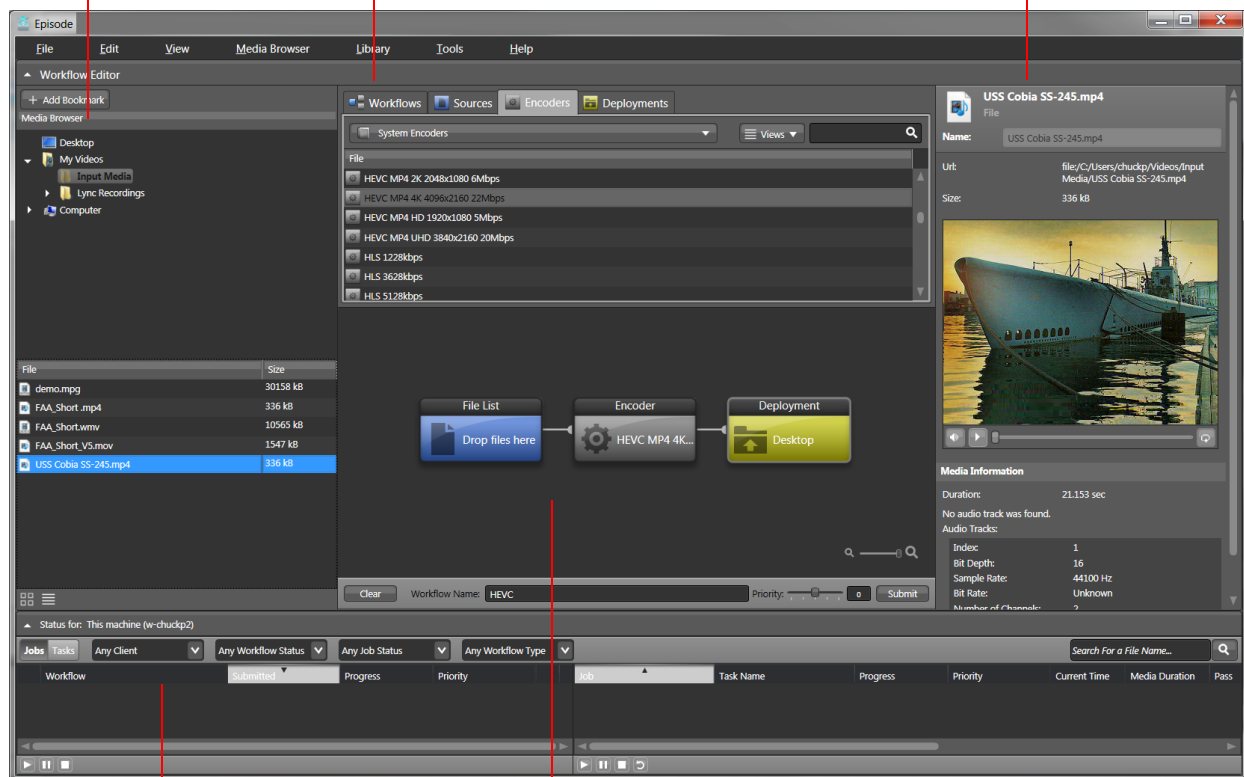 Episode
File Edit View Media Browser Library Tools Help
Workflow Editor
+ Add Bookmark
Media Browser
Desktop
My Videos
Input Media
Lync Recordings
Computer
File Size
demo.mpg 30158 kB
FAA_Short .mp4 336 kB
FAA_Short.wmv 10565 kB
FAA_Short_V5.mov 1547 kB
USS Cobia SS-245.mp4 336 kB
Workflows Sources Encoders Deployments
System Encoders Views
File
HEVC MP4 2K 2048x1080 6Mbps
HEVC MP4 4K 4096x2160 22Mbps
HEVC MP4 HD 1920x1080 5Mbps
HEVC MP4 UHD 3840x2160 20Mbps
HLS 1228kbps
HLS 3628kbps
HLS 5128kbps
File List Encoder Deployment
Drop files here HEVC MP4 4K... Desktop
Clear Workflow Name: HEVC Priority: 0 Submit
USS Cobia SS-245.mp4
File
Name: USS Cobia SS-245.mp4
Url: file:/C:/Users/chuckp/Videos/Input
Media/USS Cobia SS-245.mp4
Size: 336 kB
Media Information
Duration: 21.153 sec
No audio track was found.
Audio Tracks:
Index: 1
Bit Depth: 16
Sample Rate: 44100 Hz
Bit Rate: Unknown
Number of Channels: 2
Status for: This machine (w-chuckp2)
Jobs Tasks Any Client Any Workflow Status Any Job Status Any Workflow Type Search For a File Name...
Workflow Submitted Progress Priority
Job Task Name Progress Priority Current Time Media Duration Pass